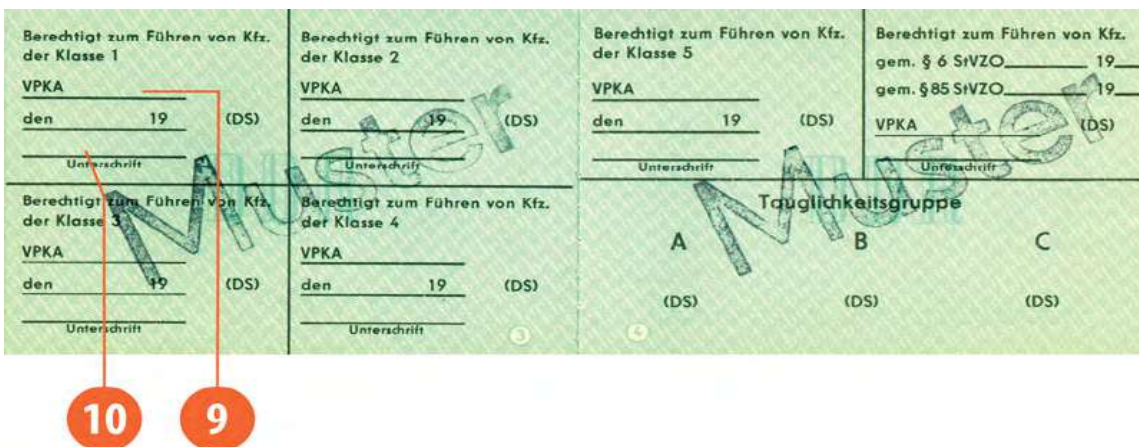 Berechtigt zum Führen von Kfz.
der Klasse 1
VPKA
den 19 (DS)
Unterschrift
Berechtigt zum Führen von Kfz.
der Klasse 2
VPKA
den 19 (DS)
Unterschrift
Berechtigt zum Führen von Kfz.
der Klasse 3
VPKA
den 19 (DS)
Unterschrift
Berechtigt zum Führen von Kfz.
der Klasse 4
VPKA
den 19 (DS)
Unterschrift
3
Muster
Berechtigt zum Führen von Kfz.
der Klasse 5
VPKA
den 19 (DS)
Unterschrift
Berechtigt zum Führen von Kfz.
gem. § 6 StVZO 19
gem. § 85 StVZO 19
VPKA (DS)
Unterschrift
Tauglichkeitsgruppe
A B C
(DS) (DS) (DS)
4
Muster
10 9